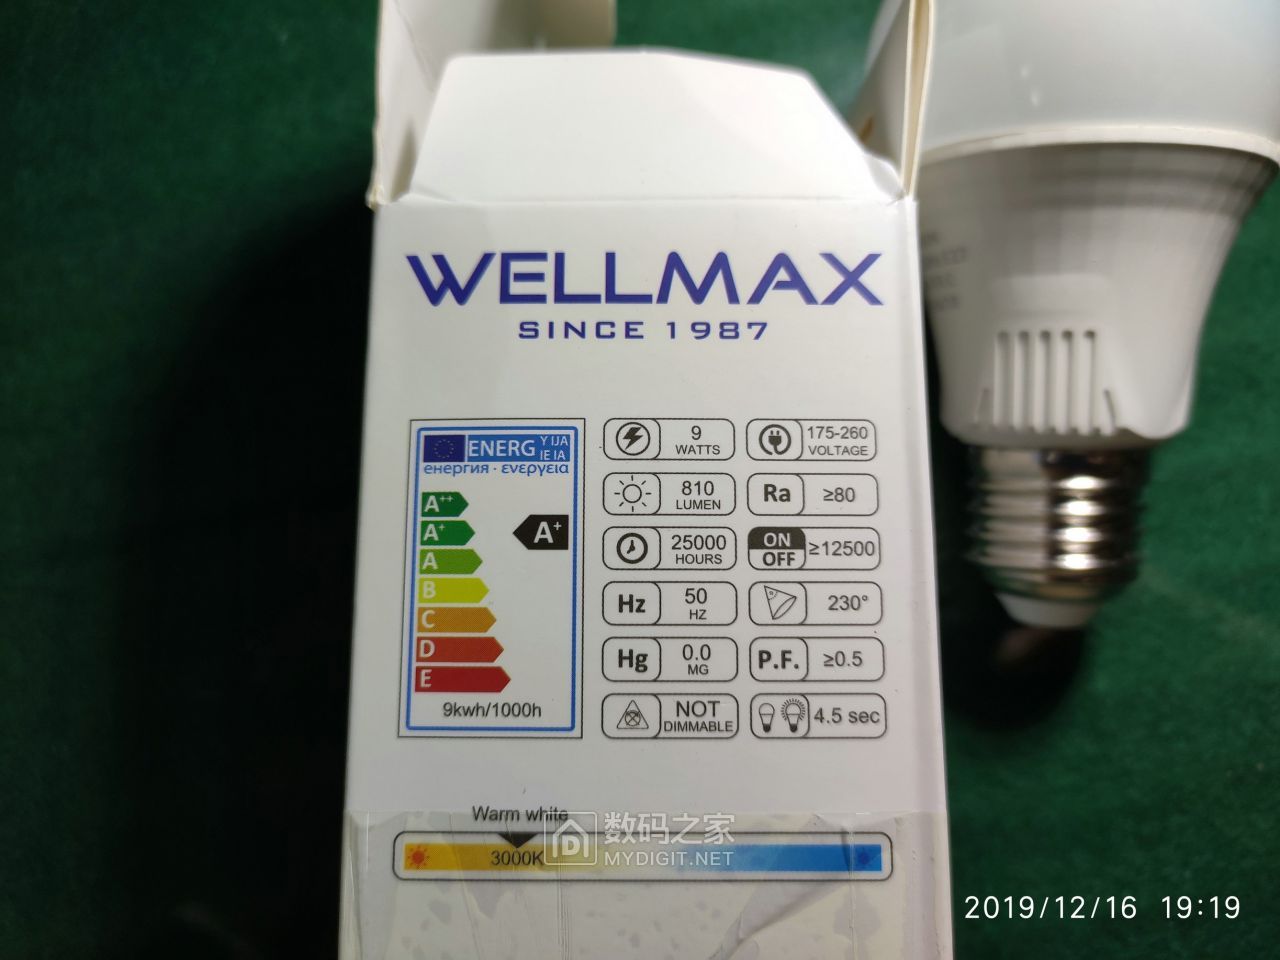 WELLMAX
SINCE 1987
ENERG Y IJA
IE IA
енергия · ενεργεια
A++
A+
A
B
C
D
E
A+
9kwh/1000h
9
WATTS
175-260
VOLTAGE
810
LUMEN
Ra
≥80
25000
HOURS
ON
OFF
≥12500
Hz
50
HZ
230°
Hg
0.0
MG
P.F.
≥0.5
NOT
DIMMABLE
4.5 sec
Warm white
3000K
数码之家
MYDIGIT.NET
2019/12/16 19:19